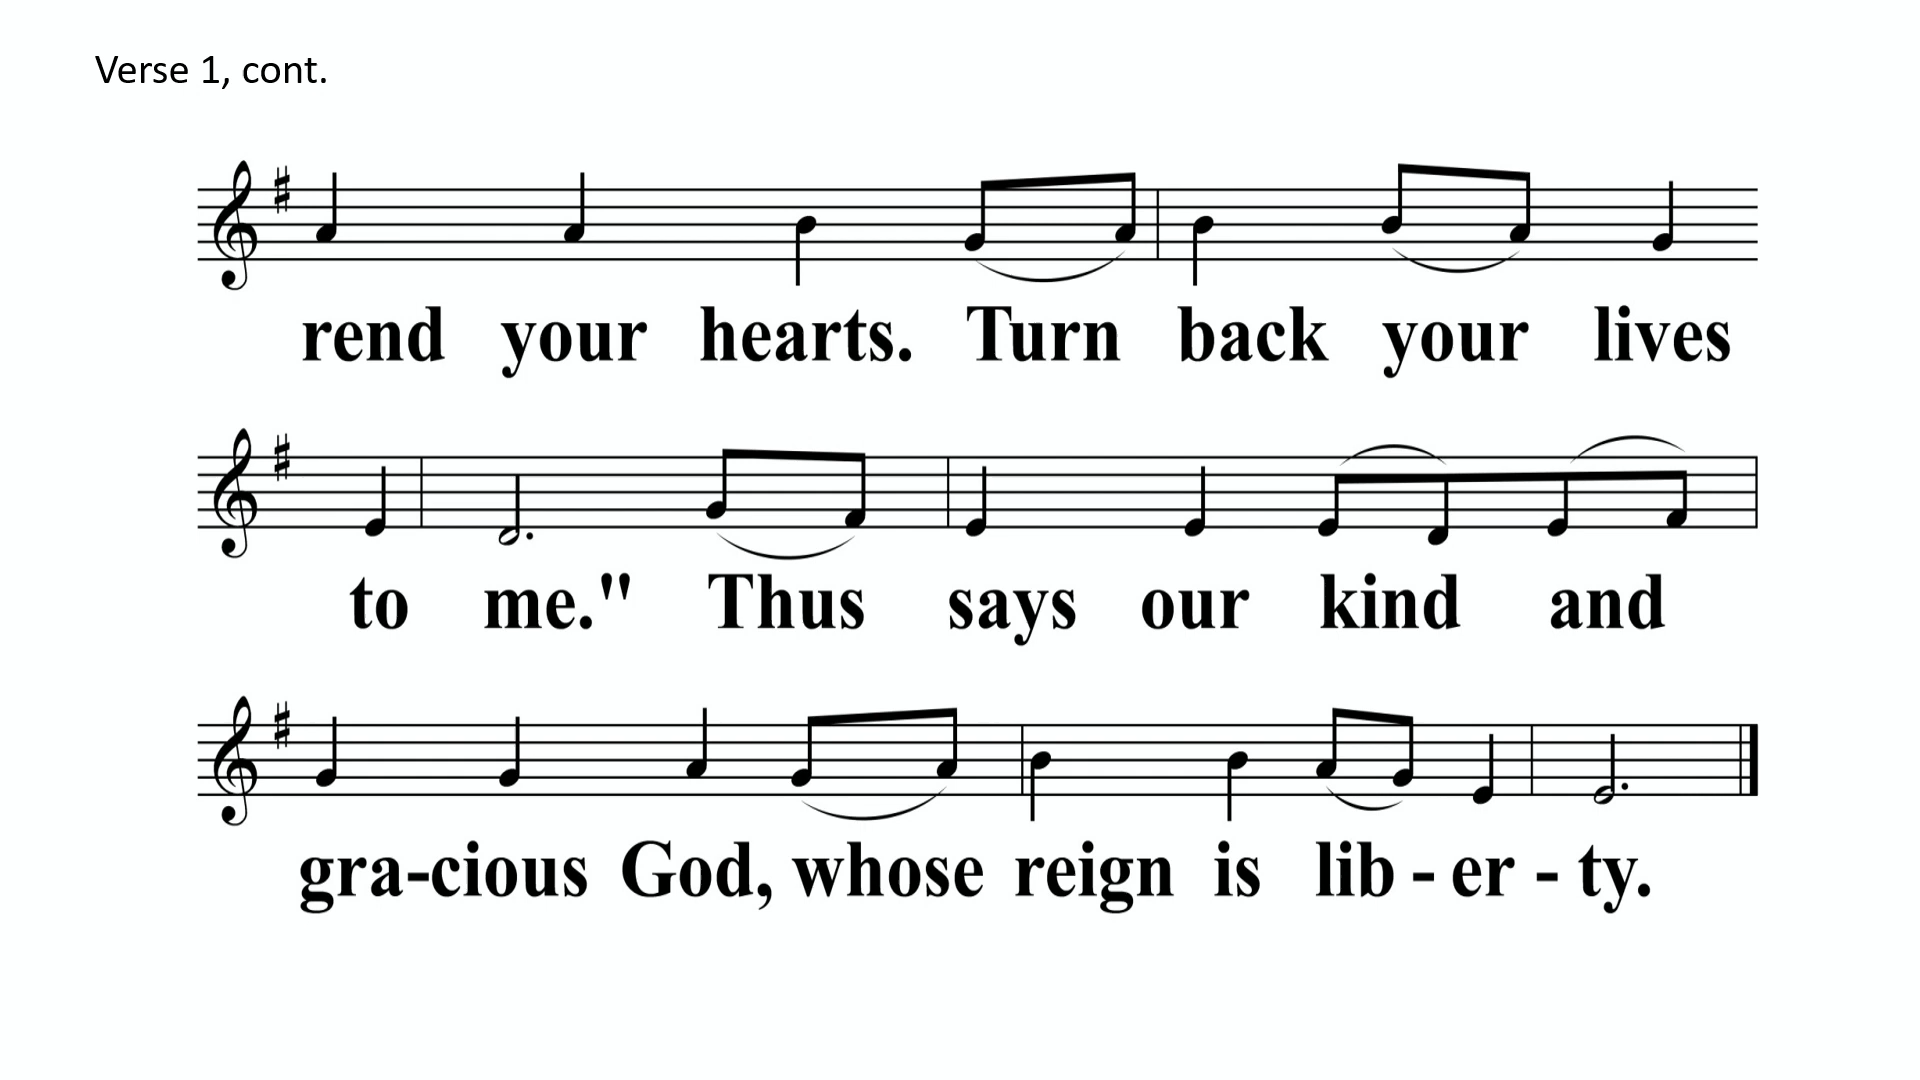 Verse 1, cont.
rend your hearts. Turn back your lives
to me." Thus says our kind and
gra-cious God, whose reign is lib - er - ty.